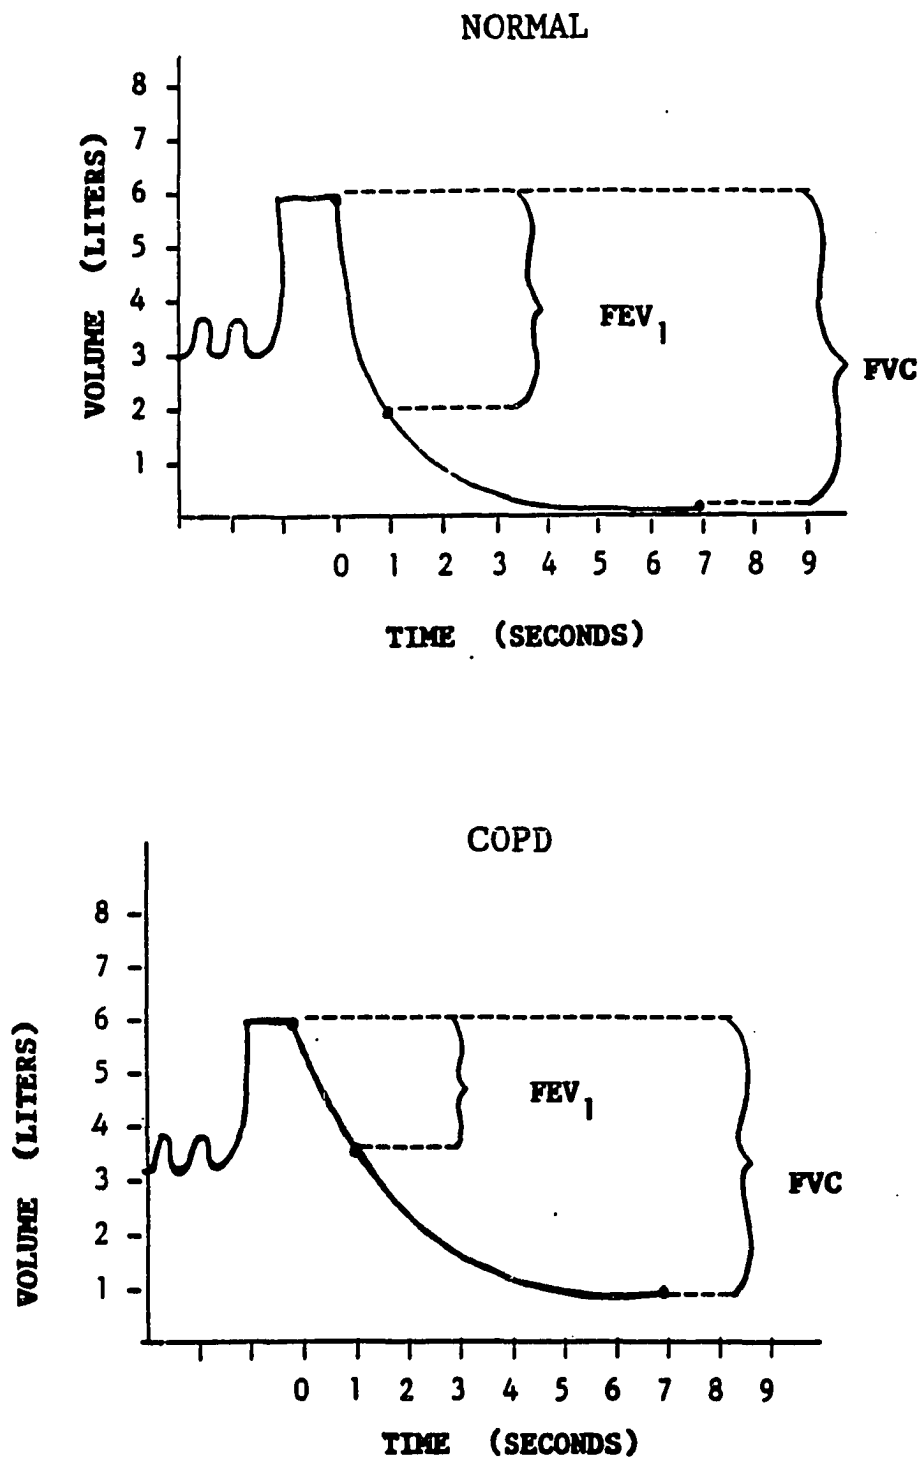 NORMAL
VOLUME (LITERS)
8
7
6
5
4
3
2
1
FEV1
FVC
0 1 2 3 4 5 6 7 8 9
TIME (SECONDS)
COPD
VOLUME (LITERS)
8
7
6
5
4
3
2
1
FEV1
FVC
0 1 2 3 4 5 6 7 8 9
TIME (SECONDS)